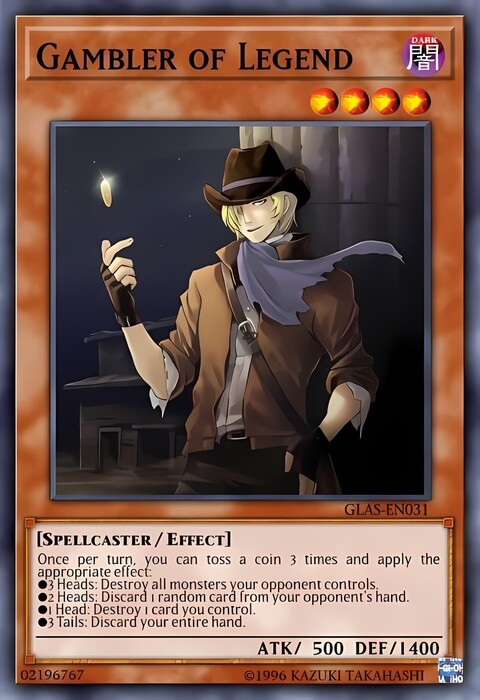 GAMBLER OF LEGEND
DARK
闇
GLAS-EN031
[SPELLCASTER / EFFECT]
Once per turn, you can toss a coin 3 times and apply the
appropriate effect:
●3 Heads: Destroy all monsters your opponent controls.
●2 Heads: Discard 1 random card from your opponent's hand.
●1 Head: Destroy 1 card you control.
●3 Tails: Discard your entire hand.
ATK/ 500 DEF/1400
02196767
©1996 KAZUKI TAKAHASHI